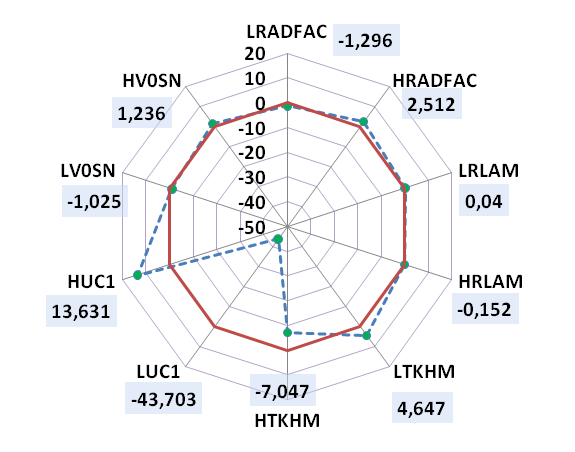 LRADFAC
-1,296
20
HV0SN
10
HRADFAC
1,236
0
2,512
-10
LV0SN
-20
LRLAM
-1,025
-30
0,04
-40
-50
HUC1
HRLAM
13,631
-0,152
LUC1
LTKHM
-43,703
-7,047
4,647
HTKHM